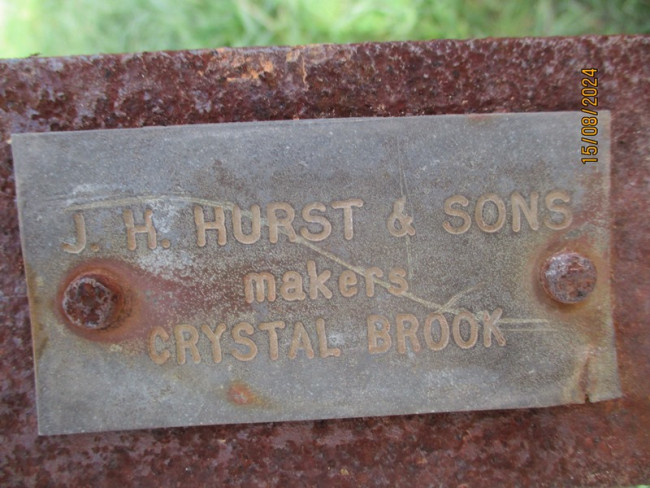 J. H. HURST & SONS
makers
CRYSTAL BROOK
15/08/2024